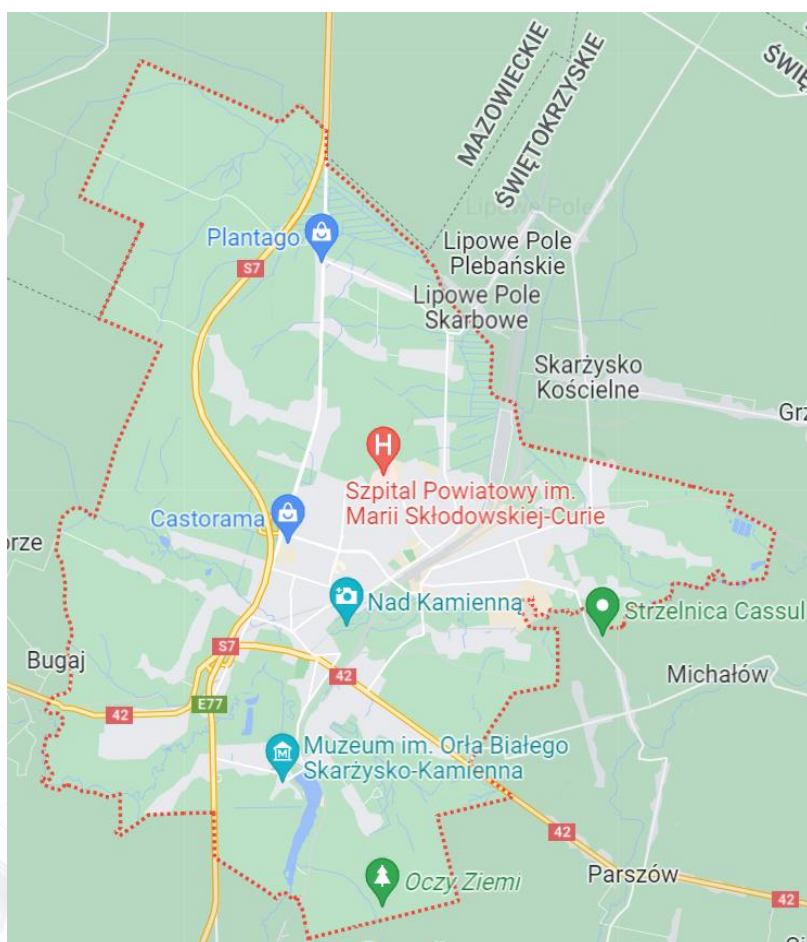 MAZOWIECKIE
ŚWIĘTOKRZYSKIE
Lipowe Pole
Plantago
Lipowe Pole
Plebańskie
S7
Lipowe Pole
Skarbowe
Skarżysko
Kościelne
H
Szpital Powiatowy im.
Marii Skłodowskiej-Curie
Castorama
Nad Kamienną
Strzelnica Cassul
S7
Bugaj
42
Michałów
E77
42
Muzeum im. Orła Białego
Skarżysko-Kamienna
M
42
Oczy Ziemi
Parszów
42